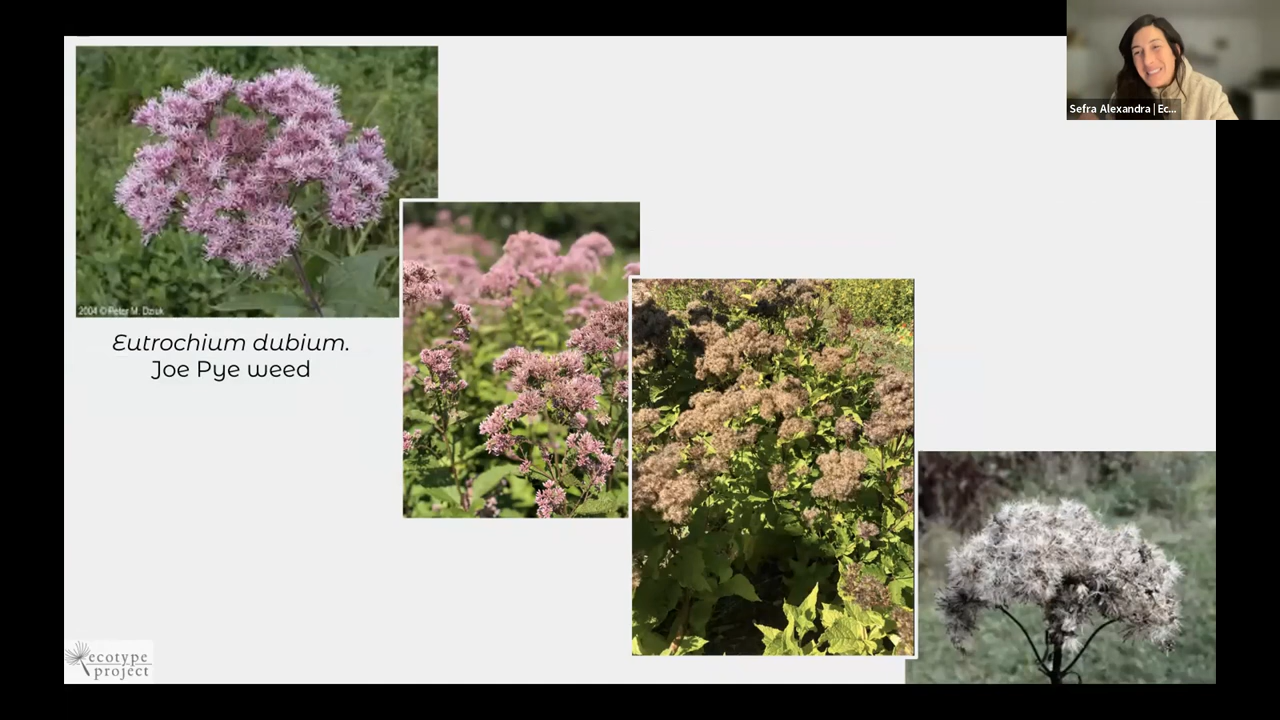 Sefra Alexandra | Ec...
2004 © Peter M. Dziuk
Eutrochium dubium.
Joe Pye weed
ecotype
project